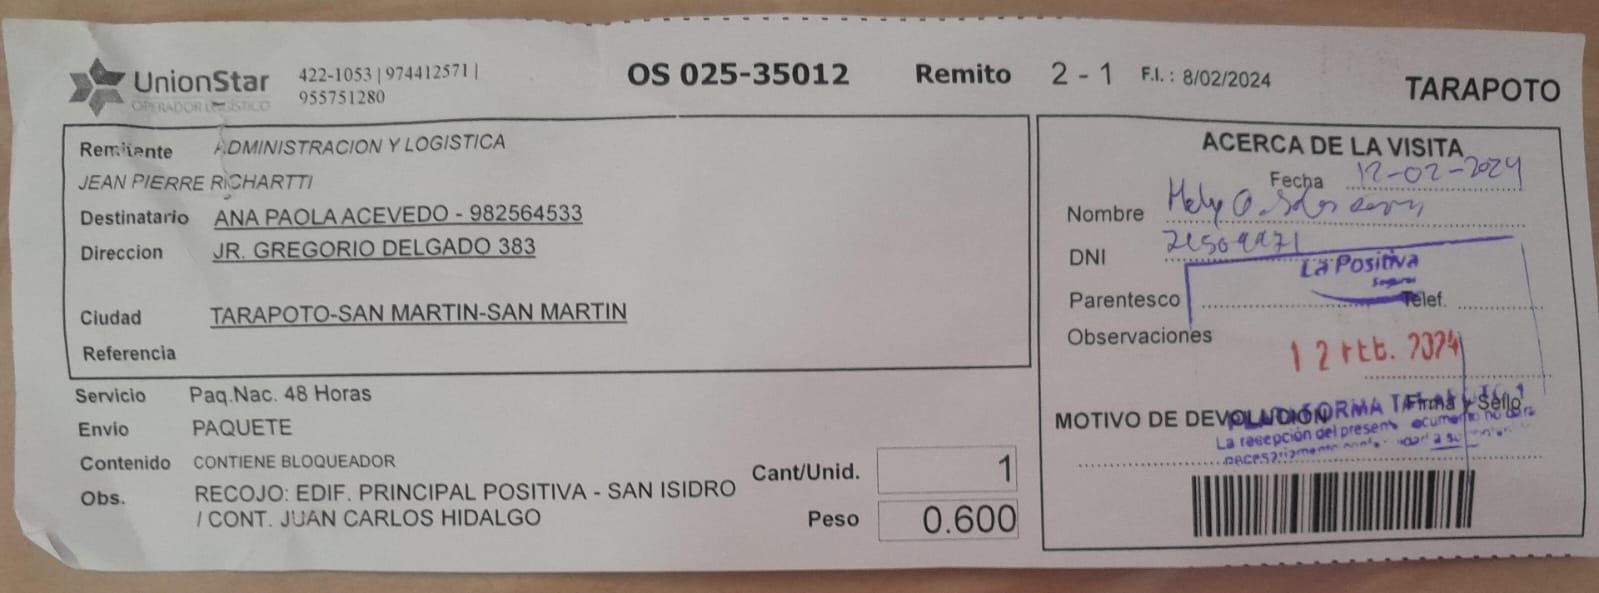 UnionStar
OPERADOR LOGÍSTICO
422-1053 | 974412571 |
955751280
OS 025-35012
Remito 2 - 1
F.I. : 8/02/2024
TARAPOTO
Remitente ADMINISTRACION Y LOGISTICA
JEAN PIERRE RICHARTTI
Destinatario ANA PAOLA ACEVEDO - 982564533
Direccion JR. GREGORIO DELGADO 383
Ciudad TARAPOTO-SAN MARTIN-SAN MARTIN
Referencia
Servicio Paq.Nac. 48 Horas
Envio PAQUETE
Contenido CONTIENE BLOQUEADOR
Obs. RECOJO: EDIF. PRINCIPAL POSITIVA - SAN ISIDRO
/ CONT. JUAN CARLOS HIDALGO
Cant/Unid. 1
Peso 0.600
ACERCA DE LA VISITA
Fecha 12-02-2024
Nombre
DNI
La Positiva
Seguros
Parentesco Telef.
Observaciones
12 FEB. 2024
Firma y Sello
MOTIVO DE DEVOLUCION
La recepción del presente